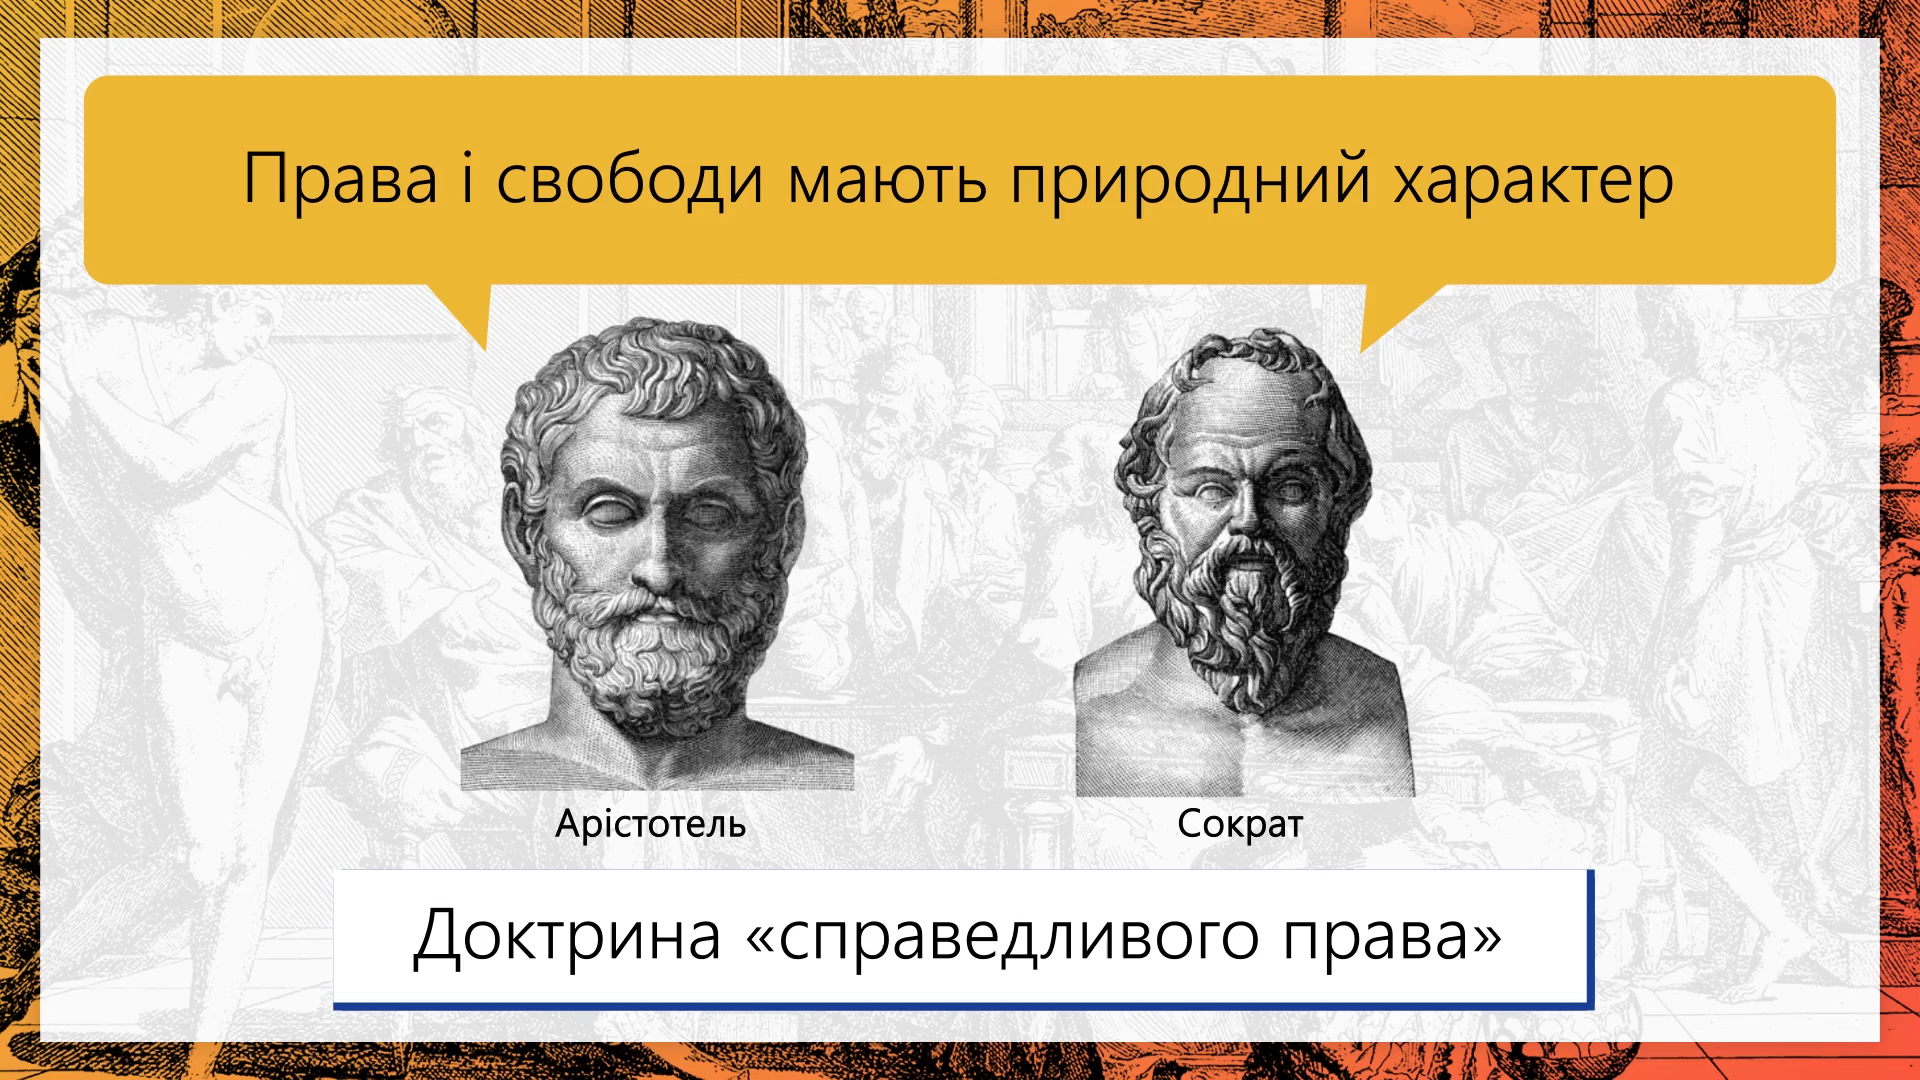 Права і свободи мають природний характер
Арістотель
Сократ
Доктрина «справедливого права»